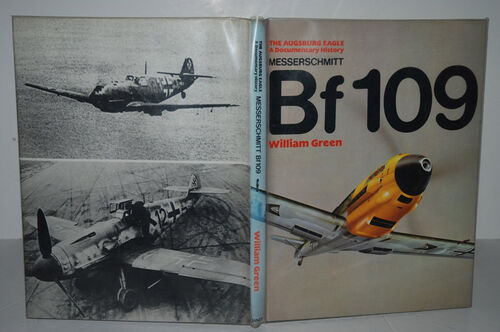 THE AUGSBURG EAGLE
A Documentary History
MESSERSCHMITT
Bf 109
William Green
THE AUGSBURG EAGLE
A Documentary History
MESSERSCHMITT Bf 109
William Green
12